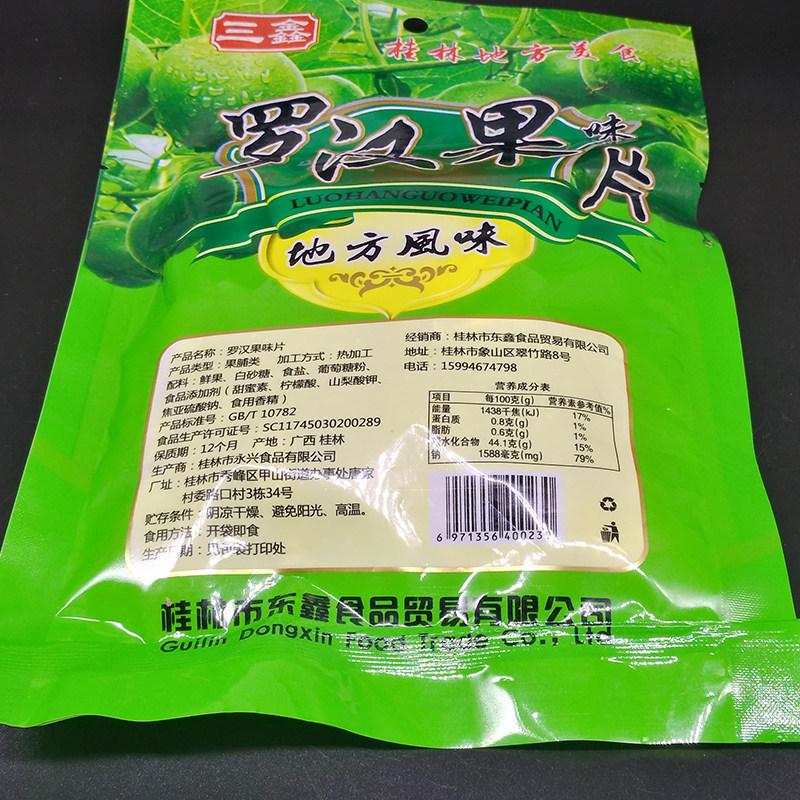 三鑫
桂林地方美食
罗汉果味片
LUOHANGUOWEIPIAN
地方風味
产品名称：罗汉果味片
产品类型：果脯类 加工方式：热加工
配料：鲜果、白砂糖、食盐、葡萄糖粉、
食品添加剂（甜蜜素、柠檬酸、山梨酸钾、
焦亚硫酸钠、食用香精）
产品标准号：GB/T 10782
食品生产许可证号：SC11745030200289
保质期：12个月 产地：广西 桂林
生产商：桂林市永兴食品有限公司
厂址：桂林市秀峰区甲山街道办事处唐家
村委路口村3栋34号
贮存条件：阴凉干燥、避免阳光、高温。
食用方法：开袋即食
生产日期：见包装打印处
经销商：桂林市东鑫食品贸易有限公司
地址：桂林市象山区翠竹路8号
电话：15994674798
营养成分表
项目 每100克(g) 营养素参考值%
能量 1438千焦(kJ) 17%
蛋白质 0.8克(g) 1%
脂肪 0.6克(g) 1%
碳水化合物 44.1克(g) 15%
钠 1588毫克(mg) 79%
6 971356 40023
桂林市东鑫食品贸易有限公司
Guilin Dongxin Food Trade Co., Ltd